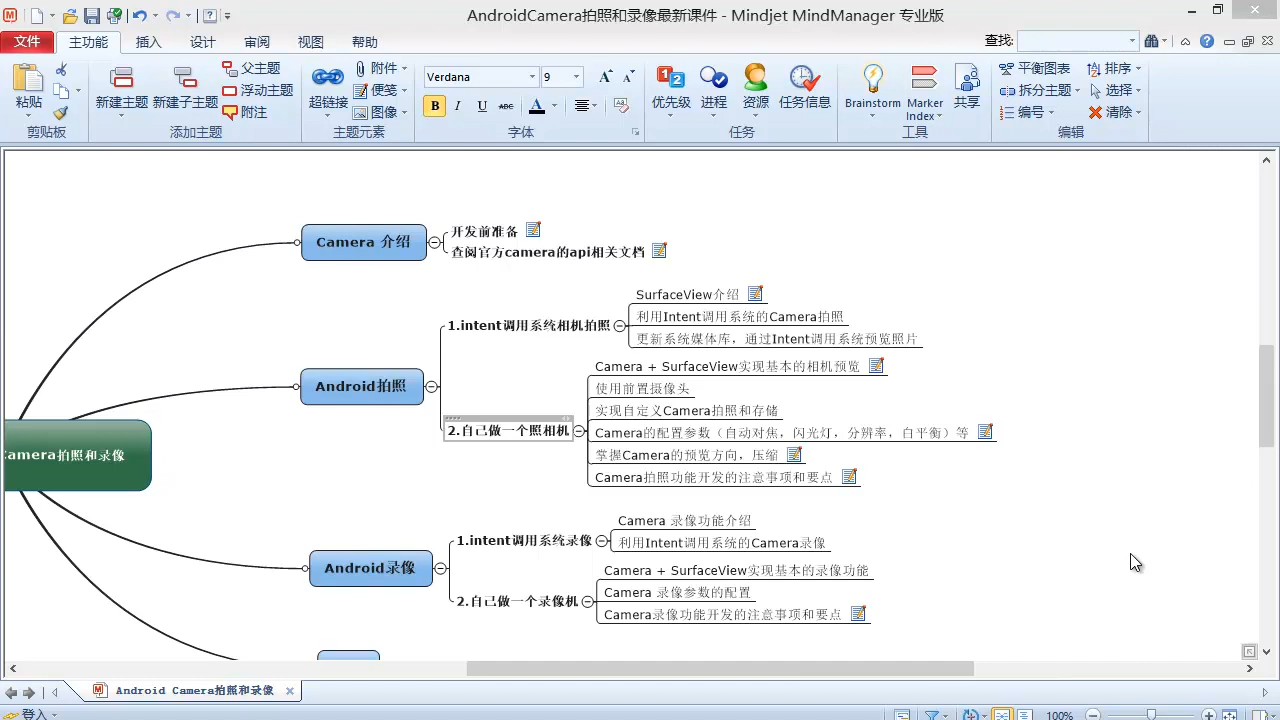 AndroidCamera拍照和录像最新课件 - Mindjet MindManager 专业版
文件 主功能 插入 设计 审阅 视图 帮助 查找:
粘贴
剪贴板
新建主题 新建子主题
父主题
浮动主题
附注
添加主题
超链接
附件
便笺
图像
主题元素
Verdana 9
B I U ABC A
字体
优先级 进程 资源 任务信息
任务
Brainstorm Marker Index 共享
工具
平衡图表 排序
拆分主题 选择
编号 清除
编辑
Camera 介绍
开发前准备
查阅官方camera的api相关文档
Android拍照
1.intent调用系统相机拍照
SurfaceView介绍
利用Intent调用系统的Camera拍照
更新系统媒体库，通过Intent调用系统预览照片
2.自己做一个照相机
Camera + SurfaceView实现基本的相机预览
使用前置摄像头
实现自定义Camera拍照和存储
Camera的配置参数（自动对焦，闪光灯，分辨率，白平衡）等
掌握Camera的预览方向，压缩
Camera拍照功能开发的注意事项和要点
Camera拍照和录像
Android录像
1.intent调用系统录像
Camera 录像功能介绍
利用Intent调用系统的Camera录像
2.自己做一个录像机
Camera + SurfaceView实现基本的录像功能
Camera 录像参数的配置
Camera录像功能开发的注意事项和要点
Android Camera拍照和录像
登入 100%